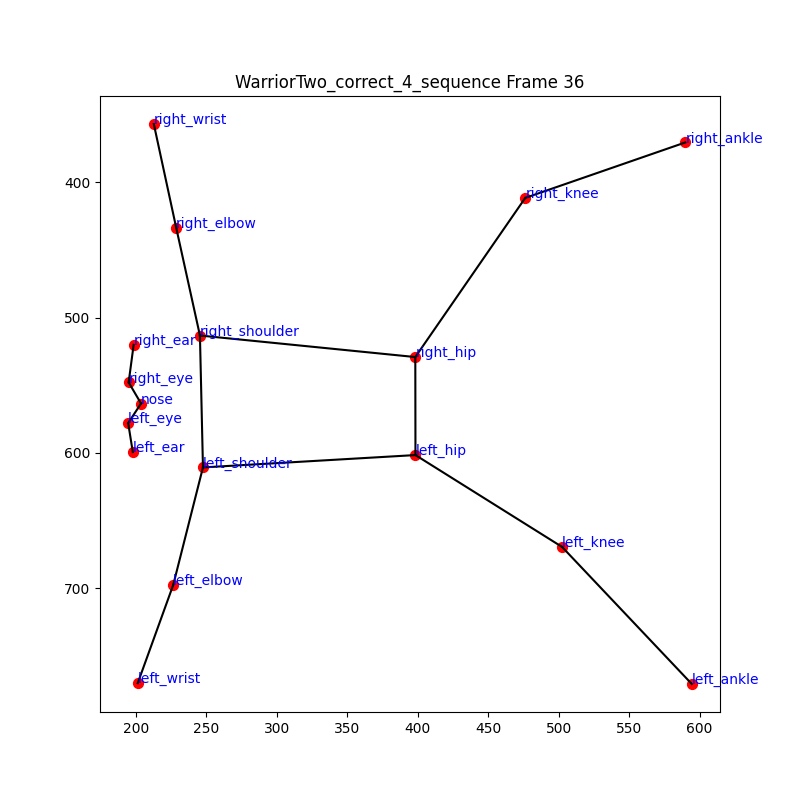 WarriorTwo_correct_4_sequence Frame 36
right_wrist
right_ankle
right_knee
right_elbow
right_shoulder
right_ear
right_hip
right_eye
nose
left_eye
left_ear
left_hip
left_shoulder
left_knee
left_elbow
left_wrist
left_ankle
400
500
600
700
200 250 300 350 400 450 500 550 600